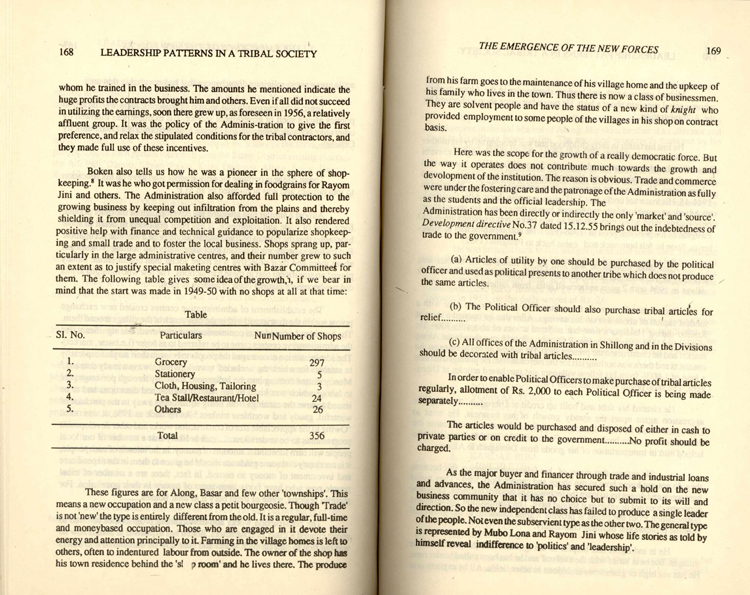 168 LEADERSHIP PATTERNS IN A TRIBAL SOCIETY
whom he trained in the business. The amounts he mentioned indicate the
huge profits the contracts brought him and others. Even if all did not succeed
in utilizing the earnings, soon there grew up, as foreseen in 1956, a relatively
affluent group. It was the policy of the Adminis-tration to give the first
preference, and relax the stipulated conditions for the tribal contractors, and
they made full use of these incentives.
Boken also tells us how he was a pioneer in the sphere of shop-
keeping.⁸ It was he who got permission for dealing in foodgrains for Rayom
Jini and others. The Administration also afforded full protection to the
growing business by keeping out infiltration from the plains and thereby
shielding it from unequal competition and exploitation. It also rendered
positive help with finance and technical guidance to popularize shopkeep-
ing and small trade and to foster the local business. Shops sprang up, par-
ticularly in the large administrative centres, and their number grew to such
an extent as to justify special maketing centres with Bazar Committees for
them. The following table gives some idea of the growth, if we bear in
mind that the start was made in 1949-50 with no shops at all at that time:
Table
Sl. No. Particulars NunNumber of Shops
1. Grocery 297
2. Stationery 5
3. Cloth, Housing, Tailoring 3
4. Tea Stall/Restaurant/Hotel 24
5. Others 26
Total 356
These figures are for Along, Basar and few other 'townships'. This
means a new occupation and a new class a petit bourgeosie. Though 'Trade'
is not 'new' the type is entirely different from the old. It is a regular, full-time
and moneybased occupation. Those who are engaged in it devote their
energy and attention principally to it. Farming in the village homes is left to
others, often to indentured labour from outside. The owner of the shop has
his town residence behind the 'sl p room' and he lives there. The produce
THE EMERGENCE OF THE NEW FORCES 169
from his farm goes to the maintenance of his village home and the upkeep of
his family who lives in the town. Thus there is now a class of businessmen.
They are solvent people and have the status of a new kind of knight who
provided employment to some people of the villages in his shop on contract
basis.
Here was the scope for the growth of a really democratic force. But
the way it operates does not contribute much towards the growth and
devolopment of the institution. The reason is obvious. Trade and commerce
were under the fostering care and the patronage of the Administration as fully
as the students and the official leadership. The
Administration has been directly or indirectly the only 'market' and 'source'.
Development directive No.37 dated 15.12.55 brings out the indebtedness of
trade to the government.⁹
(a) Articles of utility by one should be purchased by the political
officer and used as political presents to another tribe which does not produce
the same articles.
(b) The Political Officer should also purchase tribal articles for
relief..........
(c) All offices of the Administration in Shillong and in the Divisions
should be decorated with tribal articles..........
In order to enable Political Officers to make purchase of tribal articles
regularly, allotment of Rs. 2,000 to each Political Officer is being made
separately..........
The articles would be purchased and disposed of either in cash to
private parties or on credit to the government..........No profit should be
charged.
As the major buyer and financer through trade and industrial loans
and advances, the Administration has secured such a hold on the new
business community that it has no choice but to submit to its will and
direction. So the new independent class has failed to produce a single leader
of the people. Not even the subservient type as the other two. The general type
is represented by Mubo Lona and Rayom Jini whose life stories as told by
himself reveal indifference to 'politics' and 'leadership'.